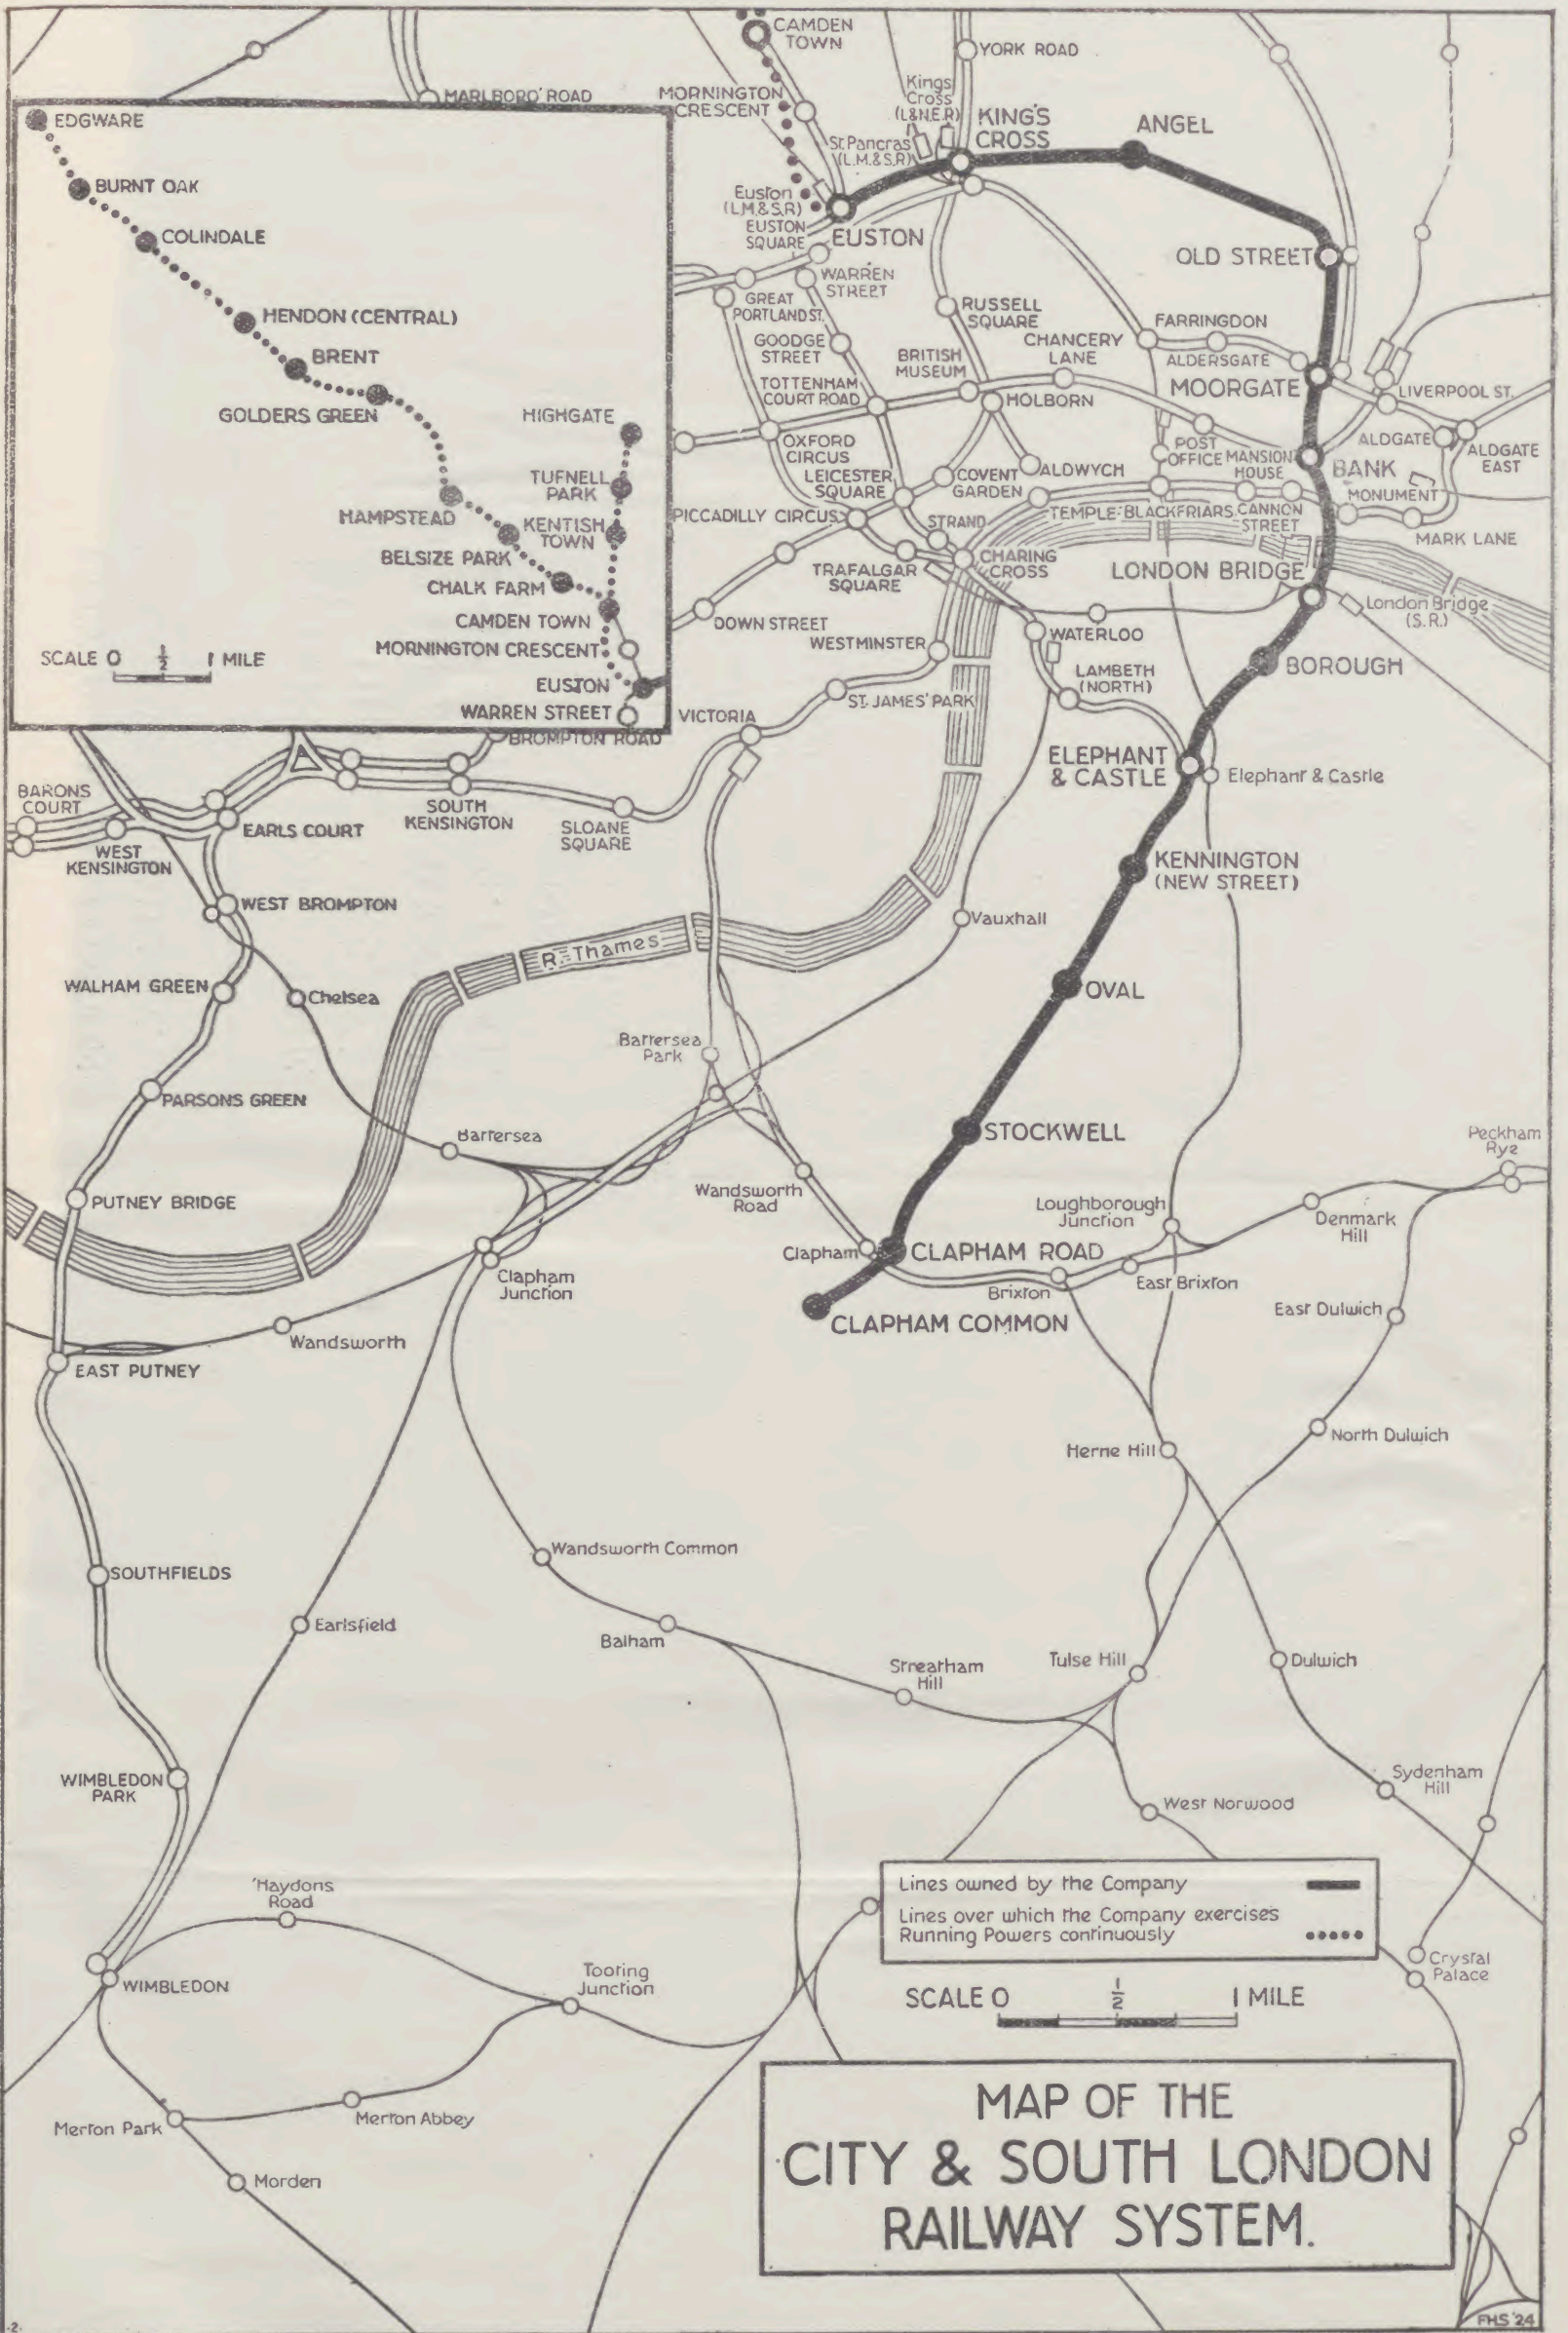 CAMDEN
TOWN
YORK ROAD
MARLBORO' ROAD
MORNINGTON
CRESCENT
Kings
Cross
(L&N.E.R)
KING'S
CROSS
ANGEL
St. Pancras
(L.M.&S.R)
Euston
(L.M.&S.R)
EUSTON
SQUARE
EUSTON
OLD STREET
WARREN
STREET
GREAT
PORTLAND ST.
RUSSELL
SQUARE
FARRINGDON
GOODGE
STREET
BRITISH
MUSEUM
CHANCERY
LANE
ALDERSGATE
MOORGATE
LIVERPOOL ST.
TOTTENHAM
COURT ROAD
HOLBORN
OXFORD
CIRCUS
POST
OFFICE
MANSION
HOUSE
BANK
ALDGATE
ALDGATE
EAST
LEICESTER
SQUARE
COVENT
GARDEN
ALDWYCH
MONUMENT
PICCADILLY CIRCUS
STRAND
TEMPLE
BLACKFRIARS
CANNON
STREET
MARK LANE
TRAFALGAR
SQUARE
CHARING
CROSS
LONDON BRIDGE
London Bridge
(S.R.)
DOWN STREET
WESTMINSTER
WATERLOO
BOROUGH
LAMBETH
(NORTH)
ST. JAMES' PARK
VICTORIA
EDGWARE
BURNT OAK
COLINDALE
HENDON (CENTRAL)
BRENT
GOLDERS GREEN
HIGHGATE
TUFNELL
PARK
HAMPSTEAD
KENTISH
TOWN
BELSIZE PARK
CHALK FARM
CAMDEN TOWN
MORNINGTON CRESCENT
SCALE 0 ½ 1 MILE
EUSTON
WARREN STREET
BROMPTON ROAD
ELEPHANT
& CASTLE
Elephant & Castle
BARONS
COURT
EARLS COURT
SOUTH
KENSINGTON
SLOANE
SQUARE
WEST
KENSINGTON
KENNINGTON
(NEW STREET)
WEST BROMPTON
Vauxhall
R. Thames
WALHAM GREEN
Chelsea
OVAL
Battersea
Park
PARSONS GREEN
Battersea
STOCKWELL
Peckham
Rye
Wandsworth
Road
PUTNEY BRIDGE
Loughborough
Junction
Denmark
Hill
Clapham
CLAPHAM ROAD
Clapham
Junction
Brixton
East Brixton
CLAPHAM COMMON
East Dulwich
Wandsworth
EAST PUTNEY
Herne Hill
North Dulwich
Wandsworth Common
SOUTHFIELDS
Earlsfield
Balham
Streatham
Hill
Tulse Hill
Dulwich
WIMBLEDON
PARK
Sydenham
Hill
West Norwood
Haydons
Road
Lines owned by the Company
Lines over which the Company exercises
Running Powers continuously
Crystal
Palace
WIMBLEDON
Tooting
Junction
SCALE 0 ½ 1 MILE
Merton Park
Merton Abbey
Morden
MAP OF THE
CITY & SOUTH LONDON
RAILWAY SYSTEM.
·2·
FHS '24